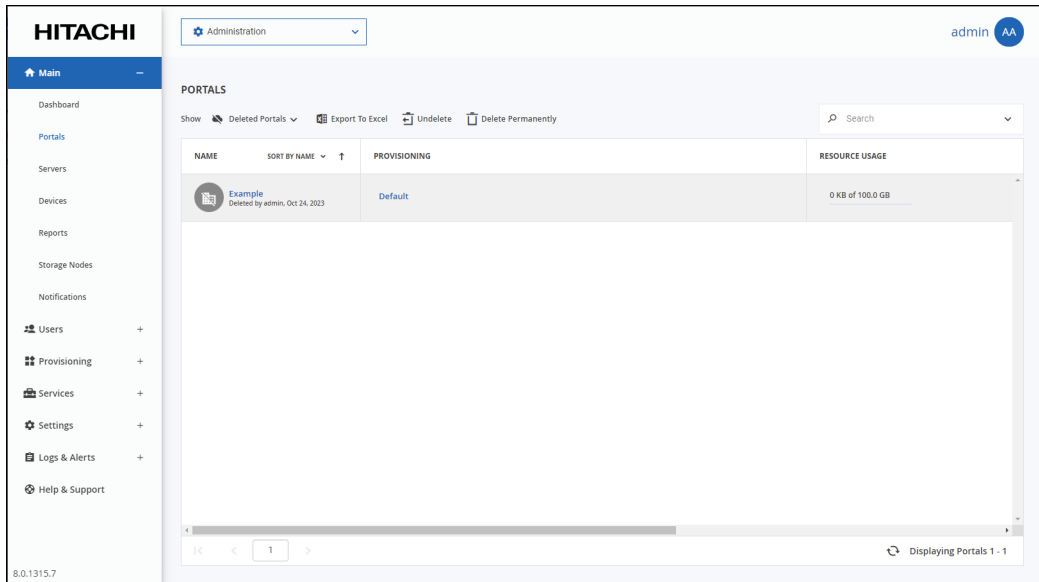 HITACHI
Administration
admin AA
Main
Dashboard
Portals
Servers
Devices
Reports
Storage Nodes
Notifications
Users
Provisioning
Services
Settings
Logs & Alerts
Help & Support
8.0.1315.7
PORTALS
Show Deleted Portals Export To Excel Undelete Delete Permanently
Search
NAME SORT BY NAME PROVISIONING RESOURCE USAGE
Example
Deleted by admin, Oct 24, 2023
Default
0 KB of 100.0 GB
1
Displaying Portals 1 - 1